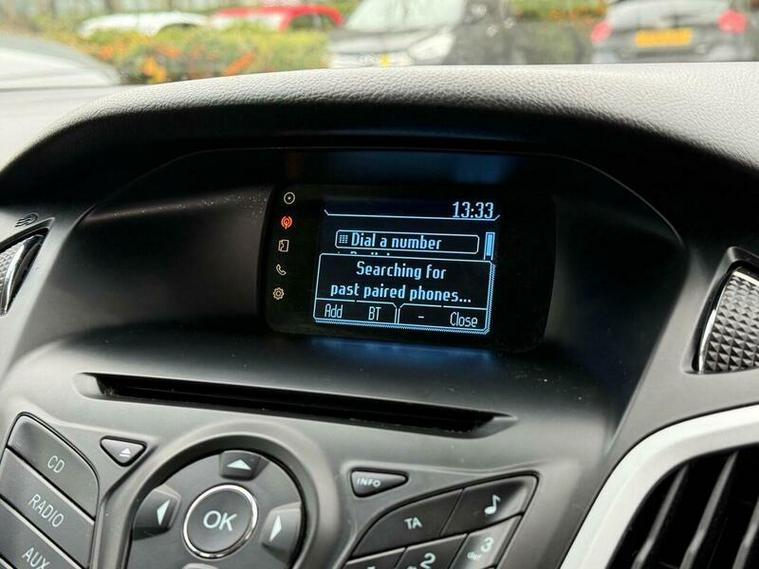 13:33
Dial a number
Searching for
past paired phones...
Add BT - Close
CD
RADIO
AUX
OK
INFO
TA
2
3
def